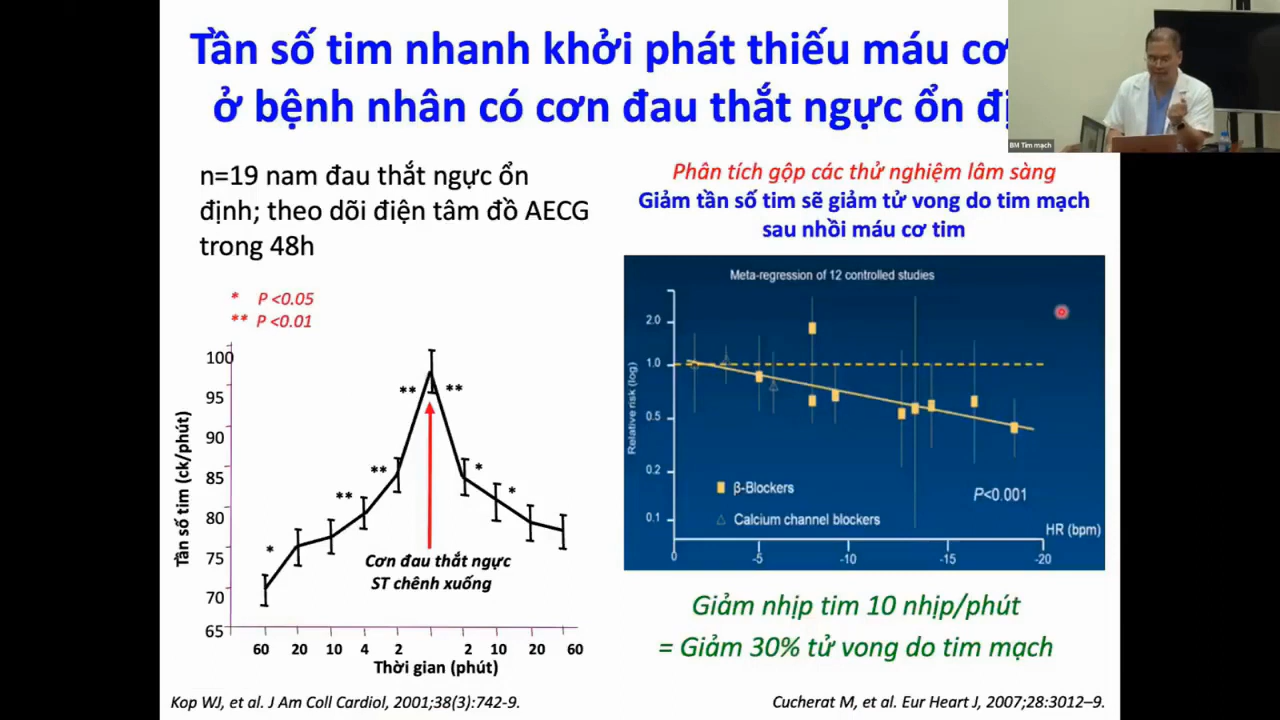 Tần số tim nhanh khởi phát thiếu máu cơ
ở bệnh nhân có cơn đau thắt ngực ổn
BM Tim mạch
n=19 nam đau thắt ngực ổn
định; theo dõi điện tâm đồ AECG
trong 48h
* P <0.05
** P <0.01
100
95
90
85
80
75
70
65
Tần số tim (ck/phút)
*
**
**
**
**
*
*
Cơn đau thắt ngực
ST chênh xuống
60 20 10 4 2 2 10 20 60
Thời gian (phút)
Kop WJ, et al. J Am Coll Cardiol, 2001;38(3):742-9.
Phân tích gộp các thử nghiệm lâm sàng
Giảm tần số tim sẽ giảm tử vong do tim mạch
sau nhồi máu cơ tim
Meta-regression of 12 controlled studies
2.0
1.0
0.5
0.2
0.1
Relative risk (log)
β-Blockers
Calcium channel blockers
P<0.001
HR (bpm)
0 -5 -10 -15 -20
Giảm nhịp tim 10 nhịp/phút
= Giảm 30% tử vong do tim mạch
Cucherat M, et al. Eur Heart J, 2007;28:3012–9.